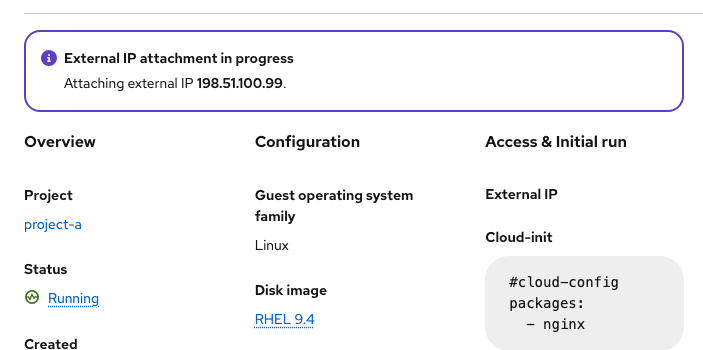 External IP attachment in progress
Attaching external IP 198.51.100.99.
Overview
Project
project-a
Status
Running
Created
Configuration
Guest operating system
family
Linux
Disk image
RHEL 9.4
Access & Initial run
External IP
Cloud-init
#cloud-config
packages:
  - nginx